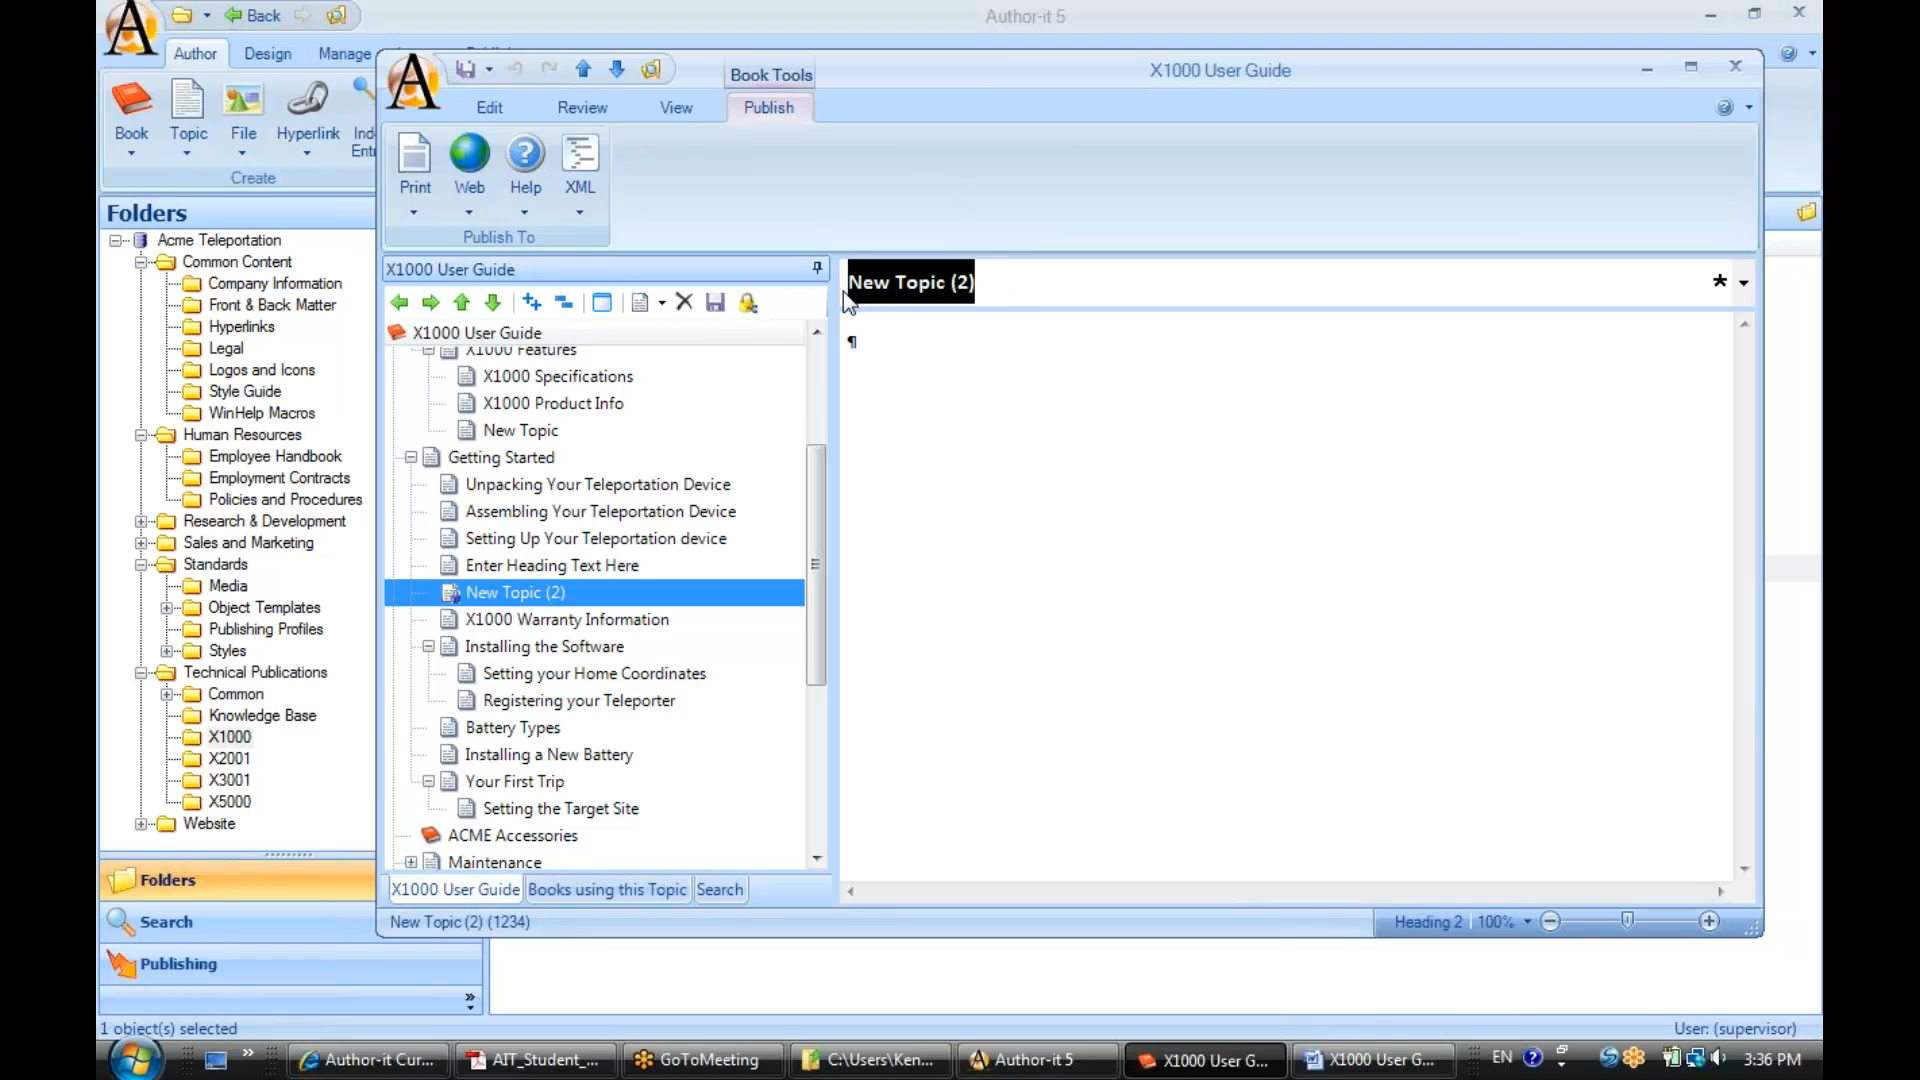 Back
Author-it 5
Author
Design
Manage
Book
Topic
File
Hyperlink
Create
X1000 User Guide
Book Tools
Edit
Review
View
Publish
Print
Web
Help
XML
Publish To
Folders
Acme Teleportation
Common Content
Company Information
Front & Back Matter
Hyperlinks
Legal
Logos and Icons
Style Guide
WinHelp Macros
Human Resources
Employee Handbook
Employment Contracts
Policies and Procedures
Research & Development
Sales and Marketing
Standards
Media
Object Templates
Publishing Profiles
Styles
Technical Publications
Common
Knowledge Base
X1000
X2001
X3001
X5000
Website
Folders
Search
Publishing
1 object(s) selected
X1000 User Guide
X1000 User Guide
X1000 Features
X1000 Specifications
X1000 Product Info
New Topic
Getting Started
Unpacking Your Teleportation Device
Assembling Your Teleportation Device
Setting Up Your Teleportation device
Enter Heading Text Here
New Topic (2)
X1000 Warranty Information
Installing the Software
Setting your Home Coordinates
Registering your Teleporter
Battery Types
Installing a New Battery
Your First Trip
Setting the Target Site
ACME Accessories
Maintenance
X1000 User Guide
Books using this Topic
Search
New Topic (2) (1234)
New Topic (2)
*
¶
Heading 2
100%
User: (supervisor)
Author-it Cur...
AIT_Student_...
GoToMeeting
C:\Users\Ken...
Author-it 5
X1000 User G...
X1000 User G...
EN
3:36 PM